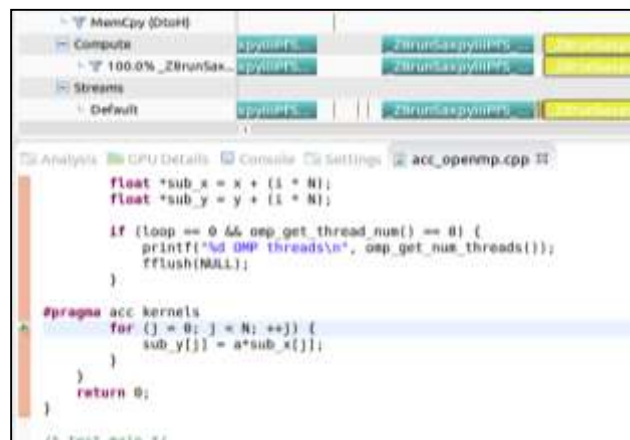 MemCpy (DtoH)
Compute
100.0% _Z8runSax...
Streams
Default
Analysis GPU Details Console Settings acc_openmp.cpp
float *sub_x = x + (i * N);
float *sub_y = y + (i * N);
if (loop == 0 && omp_get_thread_num() == 0) {
printf("%d OMP threads\n", omp_get_num_threads());
fflush(NULL);
}
#pragma acc kernels
for (j = 0; j < N; ++j) {
sub_y[j] = a*sub_x[j];
}
}
return 0;
}